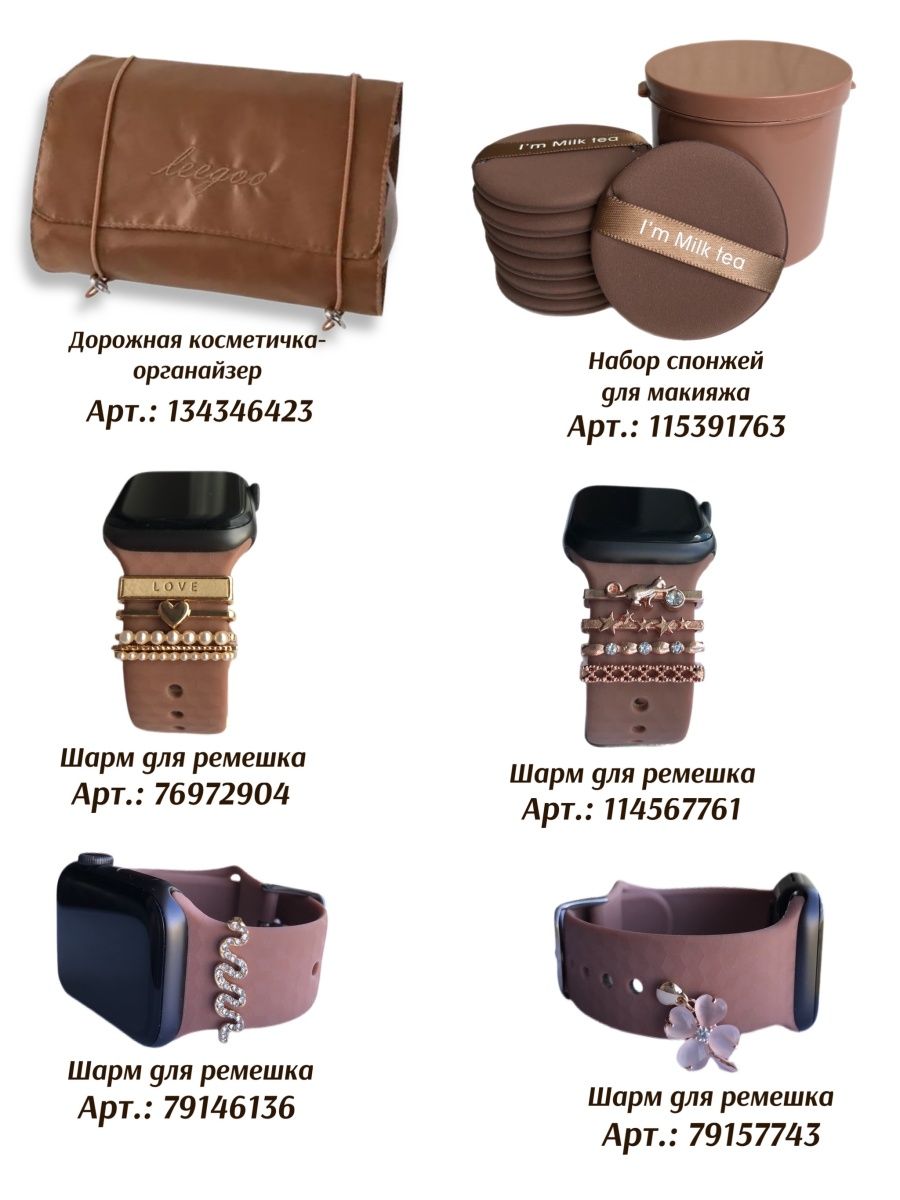 leegoo
I'm Milk tea
I'm Milk tea
Дорожная косметичка-
органайзер
Арт.: 134346423
Набор спонжей
для макияжа
Арт.: 115391763
LOVE
Шарм для ремешка
Арт.: 76972904
Шарм для ремешка
Арт.: 114567761
Шарм для ремешка
Арт.: 79146136
Шарм для ремешка
Арт.: 79157743